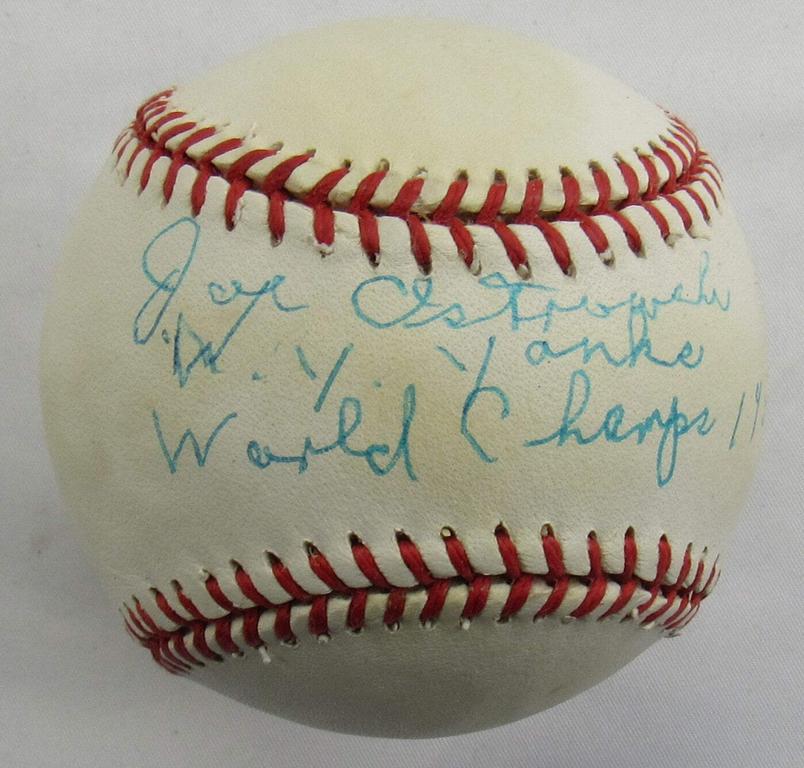 Joe Ostrowski
N.Y. Yanks
World Champs 19